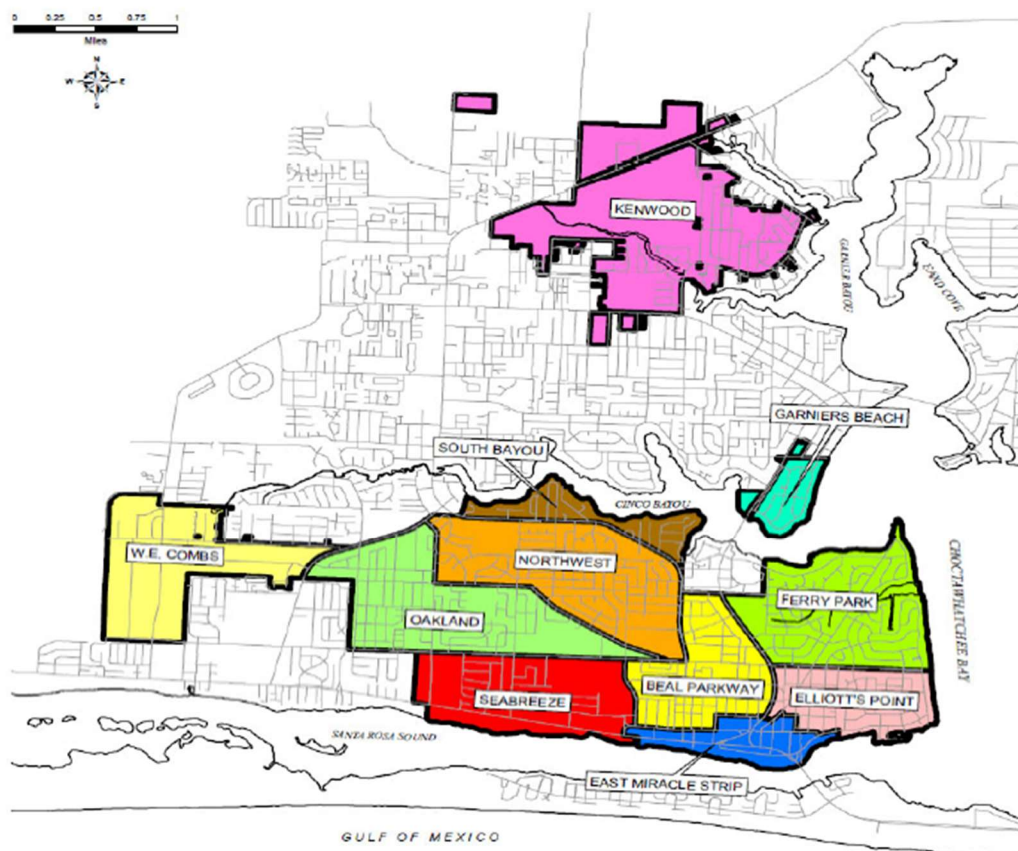 0 0.25 0.5 0.75 1
Miles
N
W E
S
KENWOOD
GARNIER BAYOU
GARNIERS BEACH
SOUTH BAYOU
CINCO BAYOU
W.E. COMBS
NORTHWEST
FERRY PARK
OAKLAND
CHOCTAWHATCHEE BAY
SEABREEZE
BEAL PARKWAY
ELLIOTT'S POINT
SANTA ROSA SOUND
EAST MIRACLE STRIP
GULF OF MEXICO